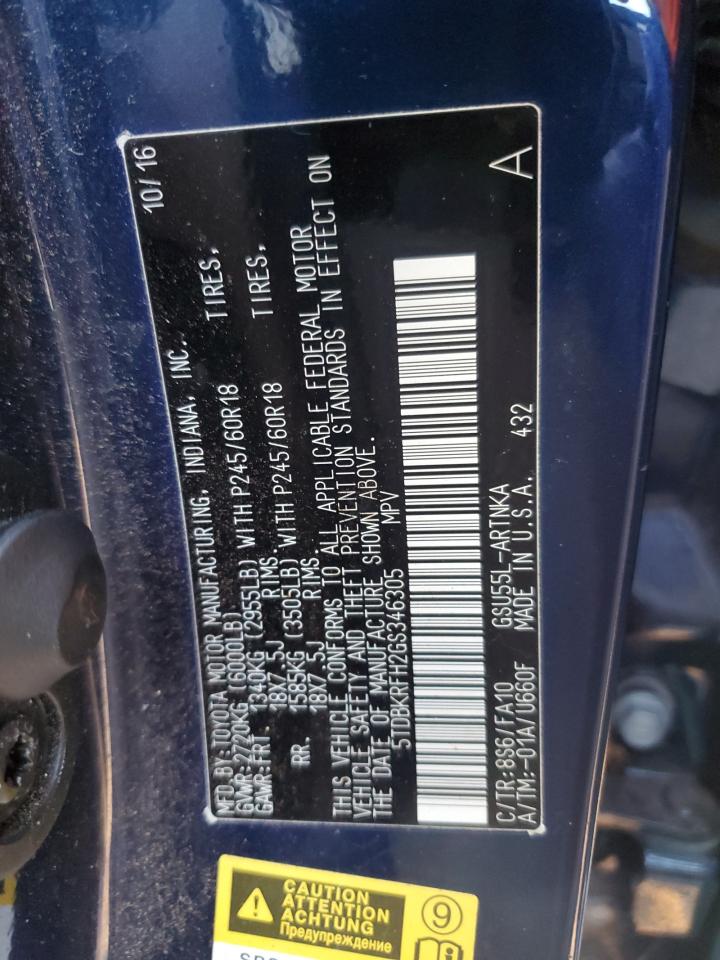 MFD BY:TOYOTA MOTOR MANUFACTURING, INDIANA, INC. 10/16
GVWR:2720KG (6000LB)
GAWR:FRT 1340KG (2955LB) WITH P245/60R18 TIRES.
18X7.5J RIMS.
RR. 1585KG (3505LB) WITH P245/60R18 TIRES.
18X7.5J RIMS.
THIS VEHICLE CONFORMS TO ALL APPLICABLE FEDERAL MOTOR
VEHICLE SAFETY AND THEFT PREVENTION STANDARDS IN EFFECT ON
THE DATE OF MANUFACTURE SHOWN ABOVE.
5TDBKRFH2GS346305 MPV
C/TR:8S6/FA10 GSU55L-ARTNKA A
A/TM:-01A/U660F MADE IN U.S.A. 432
CAUTION
ATTENTION
ACHTUNG
Предупреждение
9